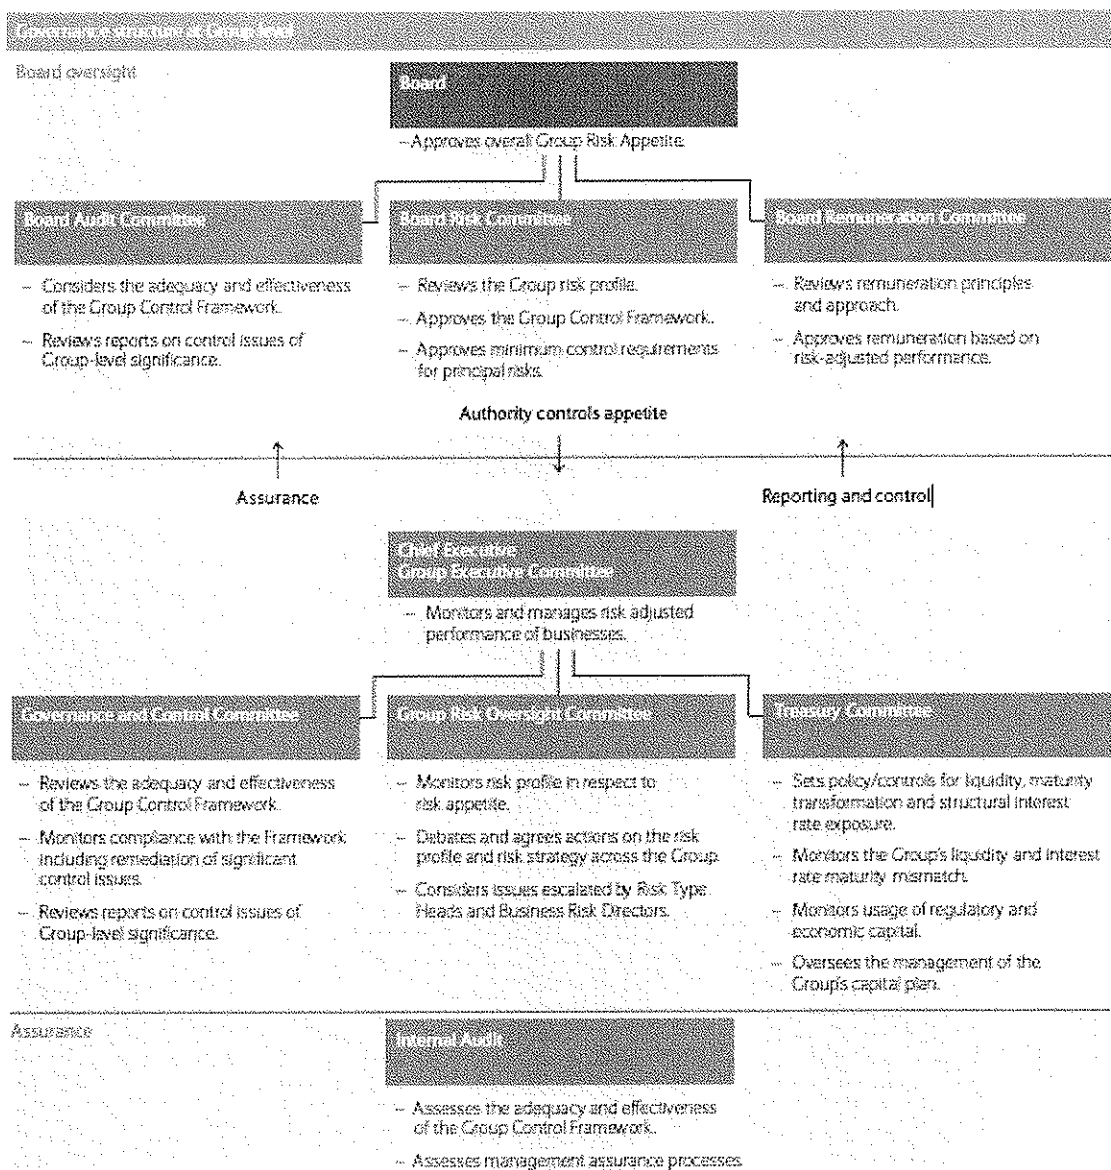 Governance structure at Group level
Board oversight
Board
– Approves overall Group Risk Appetite.
Board Audit Committee
– Considers the adequacy and effectiveness
of the Group Control Framework.
– Reviews reports on control issues of
Group-level significance.
Board Risk Committee
– Reviews the Group risk profile.
– Approves the Group Control Framework.
– Approves minimum control requirements
for principal risks.
Board Remuneration Committee
– Reviews remuneration principles
and approach.
– Approves remuneration based on
risk-adjusted performance.
Authority controls appetite
Assurance
Reporting and control
Chief Executive
Group Executive Committee
– Monitors and manages risk adjusted
performance of businesses.
Governance and Control Committee
– Reviews the adequacy and effectiveness
of the Group Control Framework.
– Monitors compliance with the Framework
including remediation of significant
control issues.
– Reviews reports on control issues of
Group-level significance.
Group Risk Oversight Committee
– Monitors risk profile in respect to
risk appetite.
– Debates and agrees actions on the risk
profile and risk strategy across the Group.
– Considers issues escalated by Risk Type
Heads and Business Risk Directors.
Treasury Committee
– Sets policy/controls for liquidity, maturity
transformation and structural interest
rate exposure.
– Monitors the Group's liquidity and interest
rate maturity mismatch.
– Monitors usage of regulatory and
economic capital.
– Oversees the management of the
Group's capital plan.
Assurance
Internal Audit
– Assesses the adequacy and effectiveness
of the Group Control Framework.
– Assesses management assurance processes